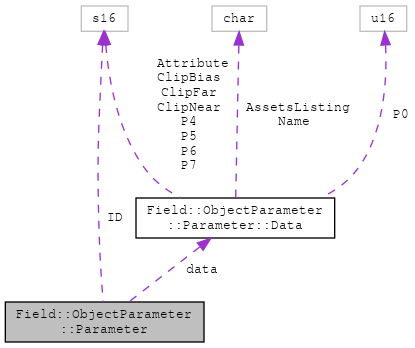 s16
char
u16
Attribute
ClipBias
ClipFar
ClipNear
P4
P5
P6
P7
AssetsListing
Name
P0
Field::ObjectParameter
::Parameter::Data
ID
data
Field::ObjectParameter
::Parameter